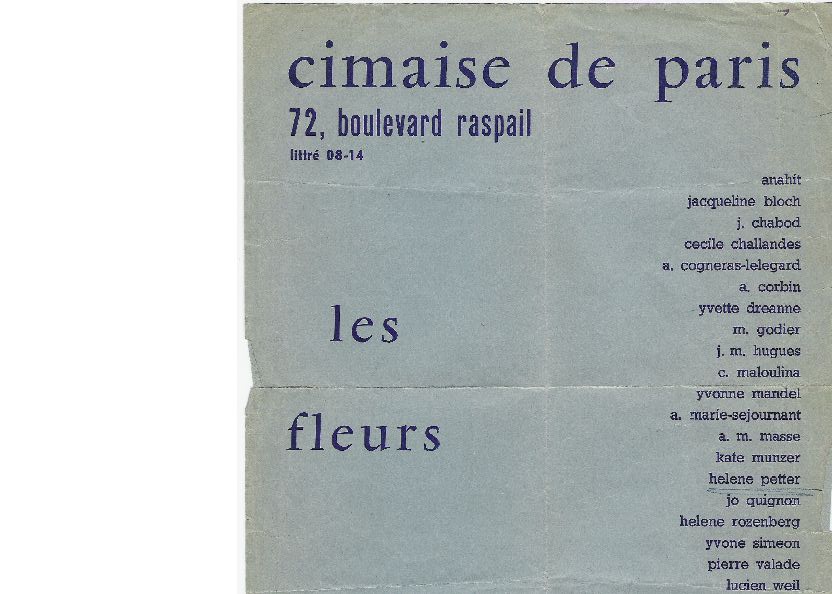 cimaise de paris
72, boulevard raspail
littré 08-14
anahit
jacqueline bloch
j. chabod
cecile challandes
a. cogneras-lelegard
a. corbin
yvette dreanne
m. godier
j. m. hugues
c. maloulina
yvonne mandel
a. marie-sejournant
a. m. masse
kate munzer
helene petter
jo quignon
helene rozenberg
yvone simeon
pierre valade
lucien weil
les
fleurs